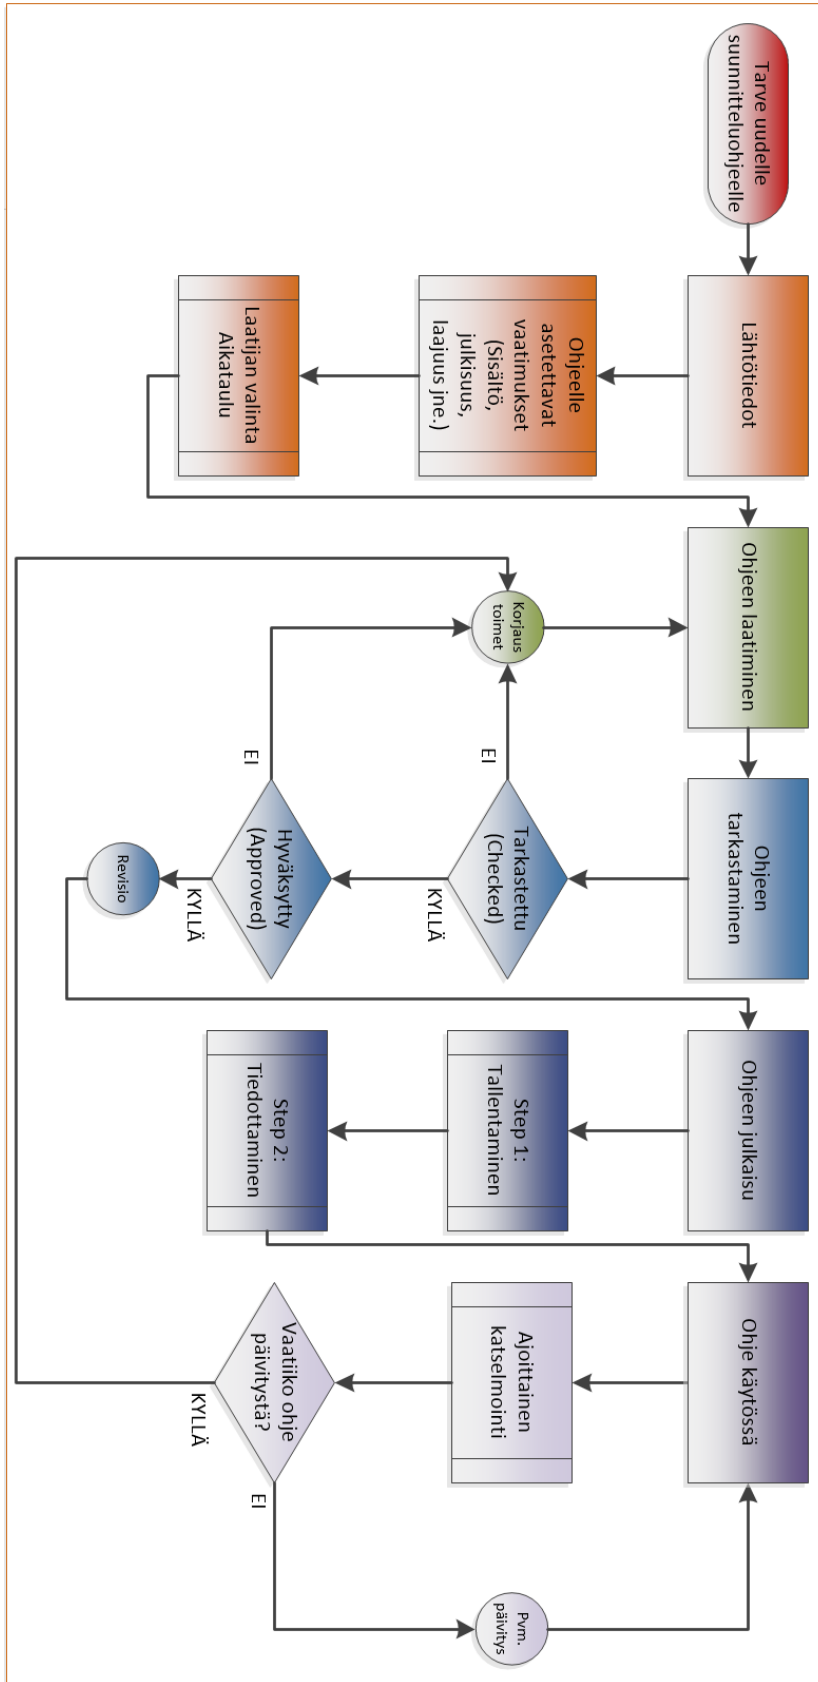 Tarve uudelle
suunnitteluohjeelle
Lähtötiedot
Ohjeelle
asetettavat
vaatimukset
(Sisältö,
julkisuus,
laajuus jne.)
Laatijan valinta
Aikataulu
Ohjeen laatiminen
Korjaus
toimet
Ohjeen
tarkastaminen
Tarkastettu
(Checked)
EI
KYLLÄ
Hyväksytty
(Approved)
EI
KYLLÄ
Revisio
Ohjeen julkaisu
Step 1:
Tallentaminen
Step 2:
Tiedottaminen
Ohje käytössä
Ajoittainen
katselmointi
Vaatiiko ohje
päivitystä?
KYLLÄ
EI
Pvm.
päivitys